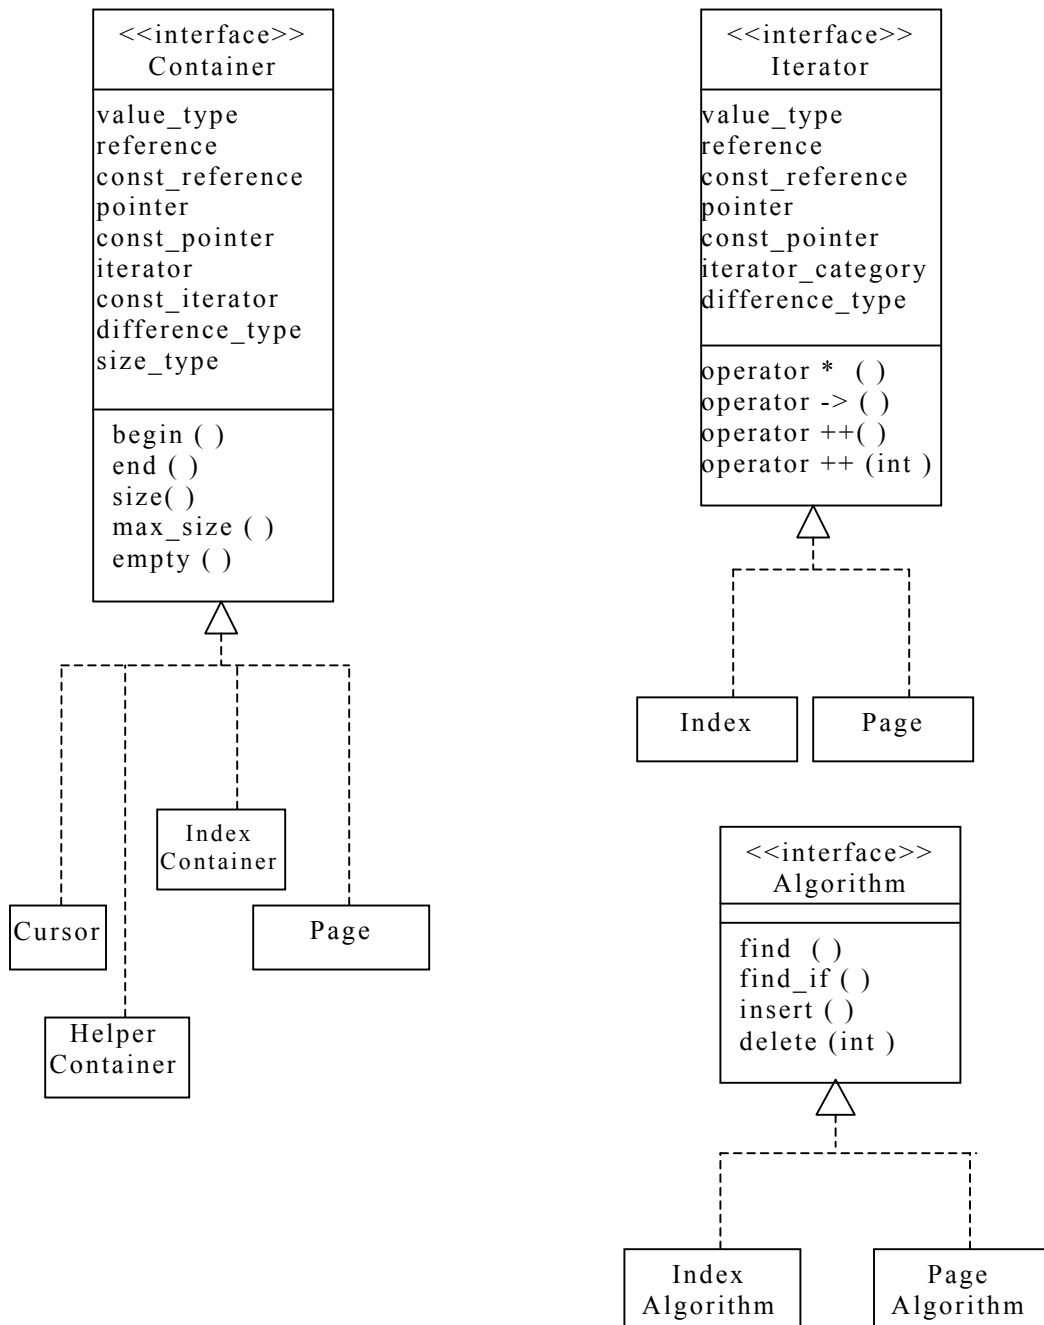 <<interface>>
Container
value_type
reference
const_reference
pointer
const_pointer
iterator
const_iterator
difference_type
size_type
begin ( )
end ( )
size( )
max_size ( )
empty ( )
Index
Container
Cursor
Page
Helper
Container
<<interface>>
Iterator
value_type
reference
const_reference
pointer
const_pointer
iterator_category
difference_type
operator * ( )
operator -> ( )
operator ++( )
operator ++ (int )
Index
Page
<<interface>>
Algorithm
find ( )
find_if ( )
insert ( )
delete (int )
Index
Algorithm
Page
Algorithm